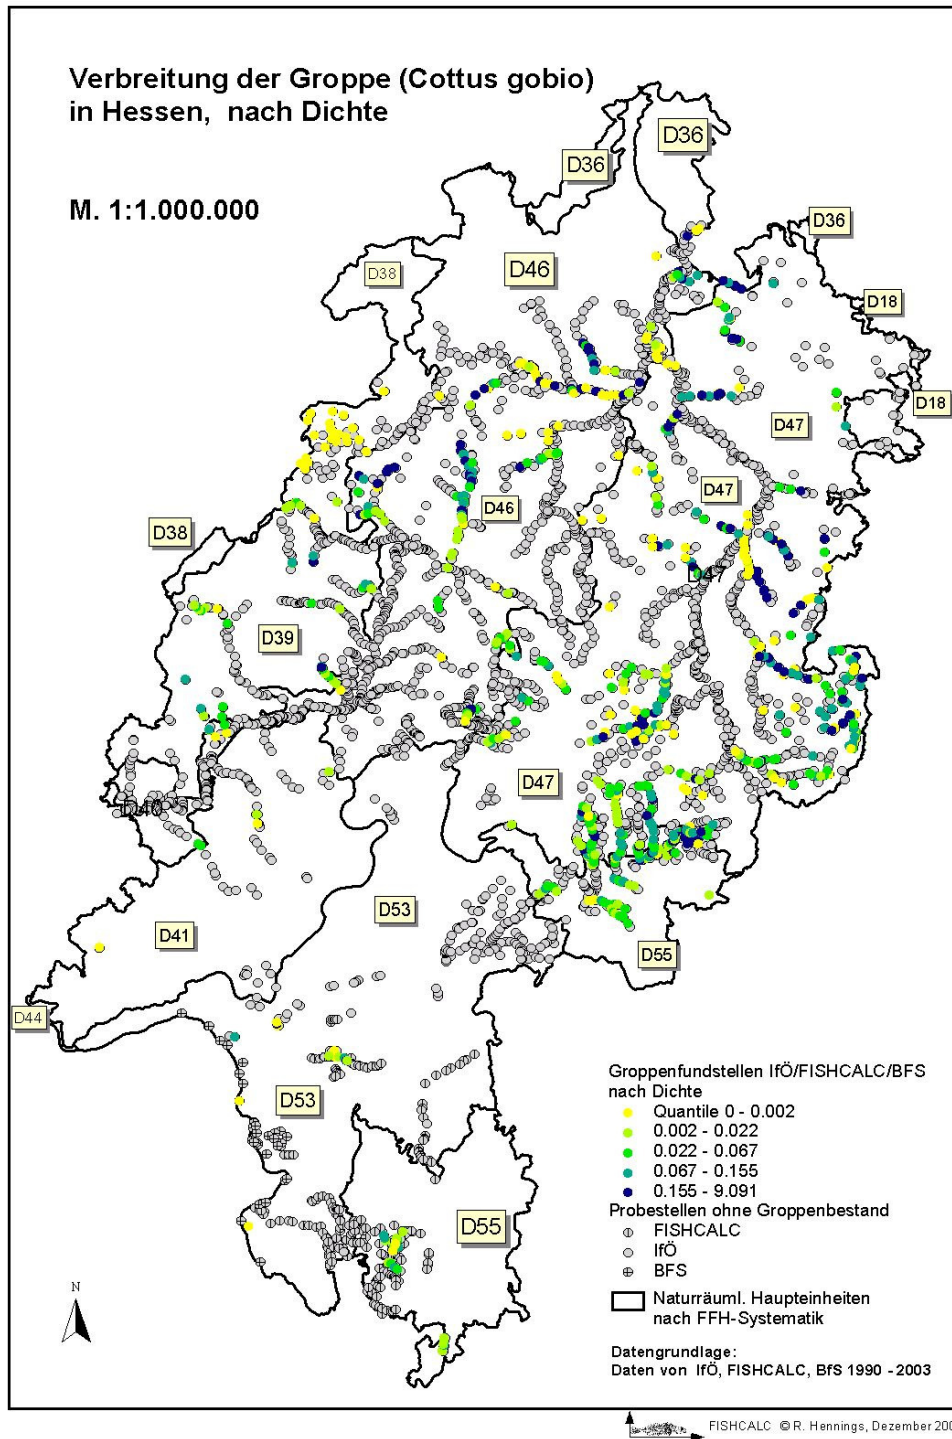 Verbreitung der Groppe (Cottus gobio)
in Hessen, nach Dichte
M. 1:1.000.000
D36
D36
D36
D38
D46
D18
D18
D47
D46
D47
D38
D39
D47
D53
D41
D55
D44
D53
D55
N
Groppenfundstellen IfÖ/FISHCALC/BFS
nach Dichte
Quantile 0 - 0.002
0.002 - 0.022
0.022 - 0.067
0.067 - 0.155
0.155 - 9.091
Probestellen ohne Groppenbestand
FISHCALC
IfÖ
BFS
Naturräuml. Haupteinheiten
nach FFH-Systematik
Datengrundlage:
Daten von IfÖ, FISHCALC, BfS 1990 - 2003
FISHCALC © R. Hennings, Dezember